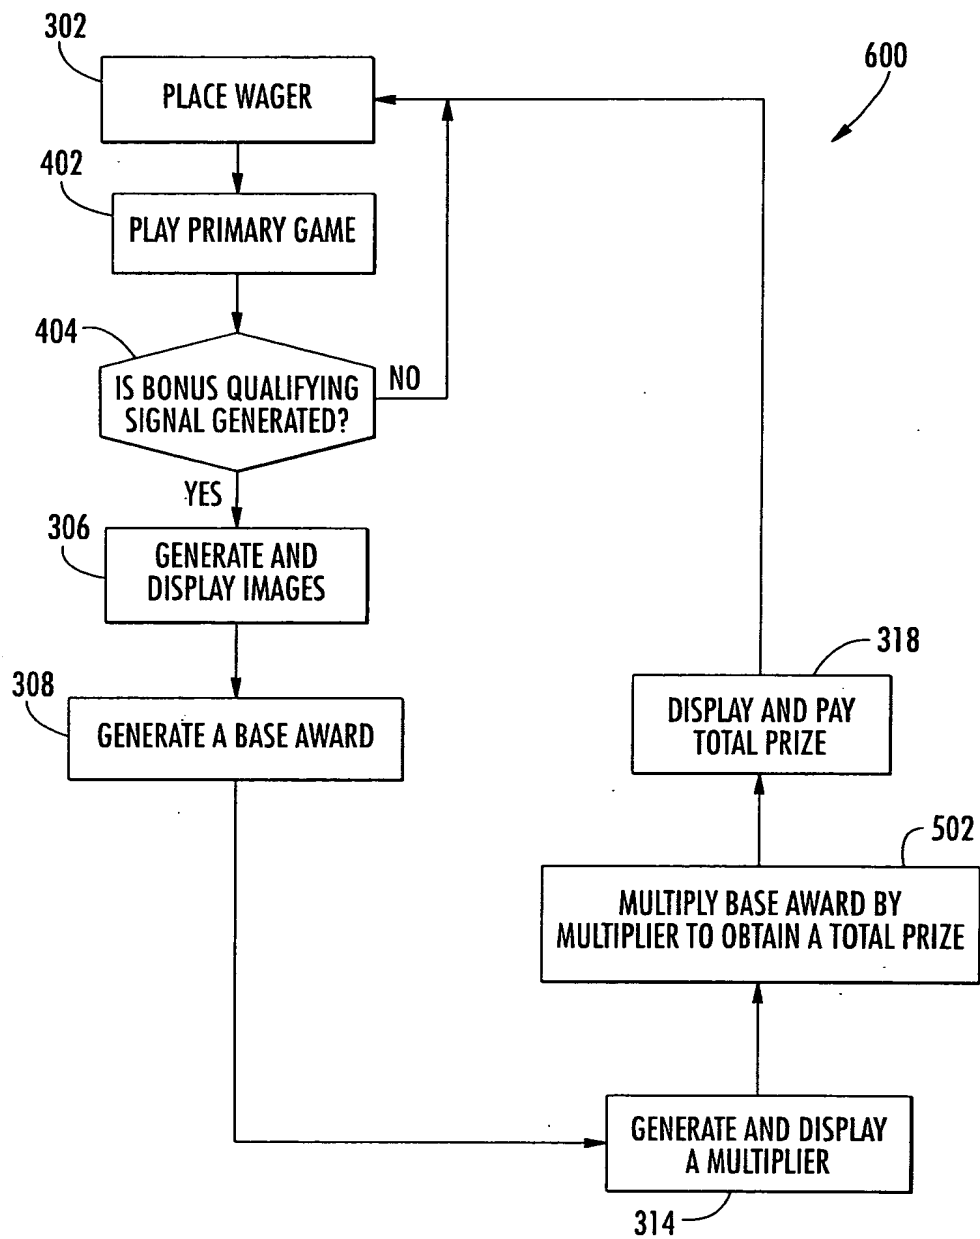 302
PLACE WAGER
600
402
PLAY PRIMARY GAME
404
IS BONUS QUALIFYING
SIGNAL GENERATED?
NO
YES
306
GENERATE AND
DISPLAY IMAGES
308
GENERATE A BASE AWARD
318
DISPLAY AND PAY
TOTAL PRIZE
502
MULTIPLY BASE AWARD BY
MULTIPLIER TO OBTAIN A TOTAL PRIZE
GENERATE AND DISPLAY
A MULTIPLIER
314